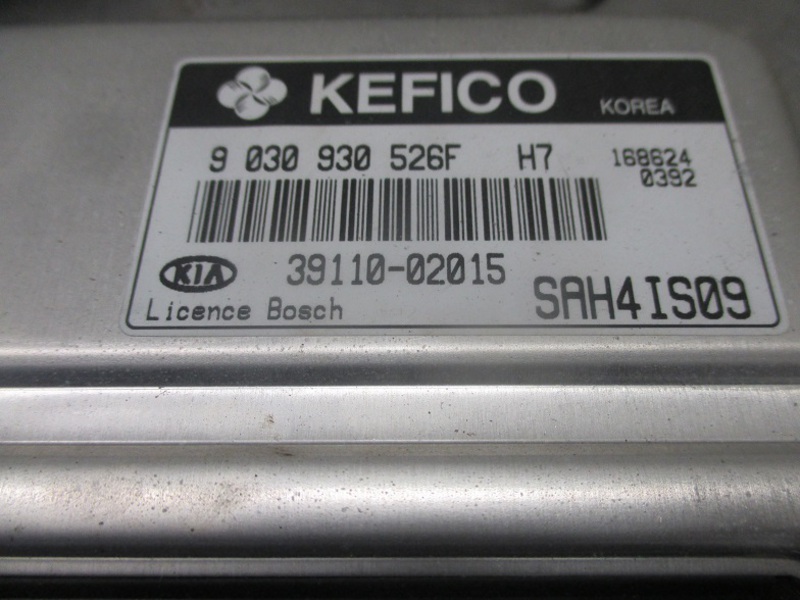 KEFICO KOREA
9 030 930 526F H7 168624
0392
KIA 39110-02015 SAH4IS09
Licence Bosch